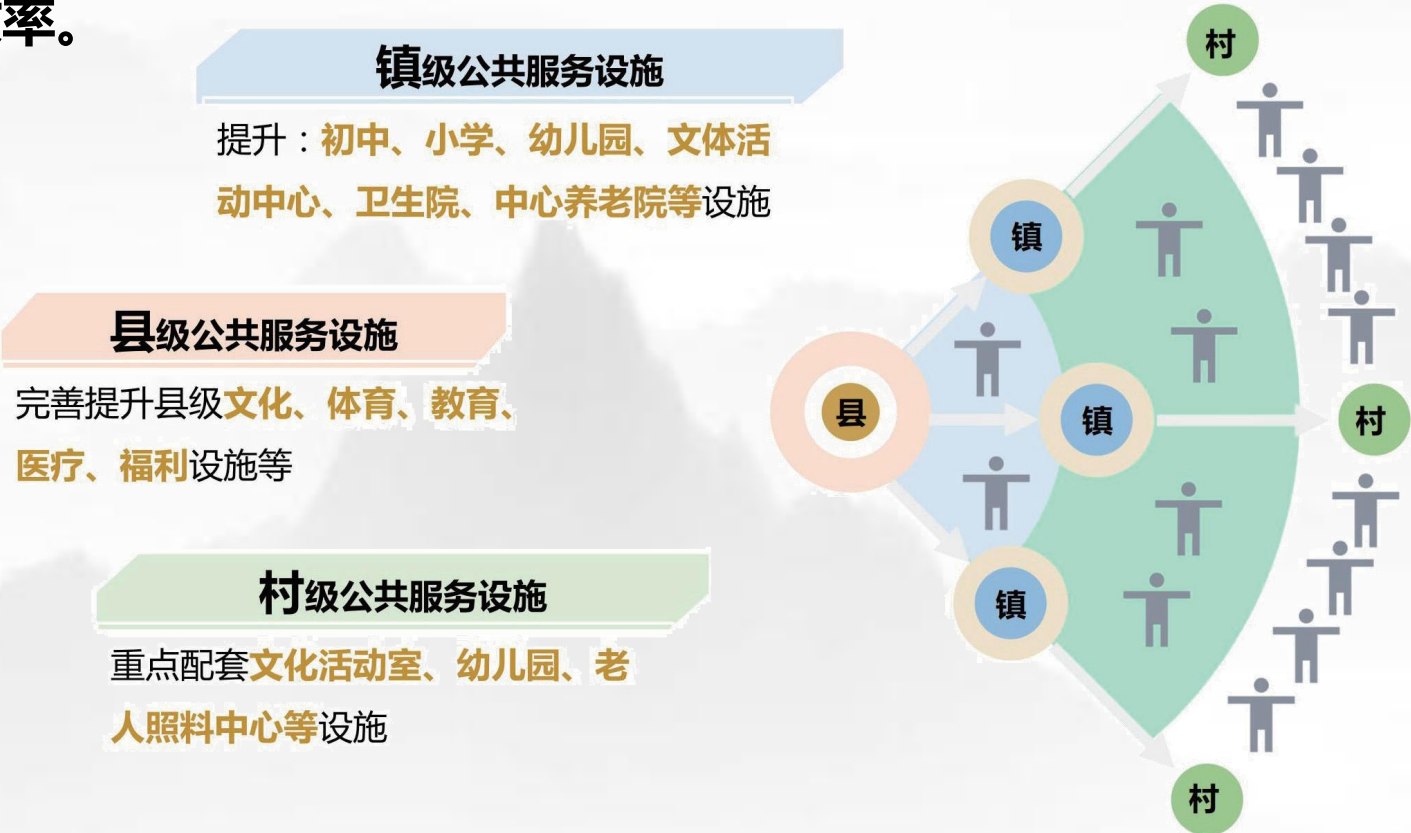 率。
镇级公共服务设施
提升：初中、小学、幼儿园、文体活
动中心、卫生院、中心养老院等设施
县级公共服务设施
完善提升县级文化、体育、教育、
医疗、福利设施等
村级公共服务设施
重点配套文化活动室、幼儿园、老
人照料中心等设施
村
镇
县
镇
村
镇
村